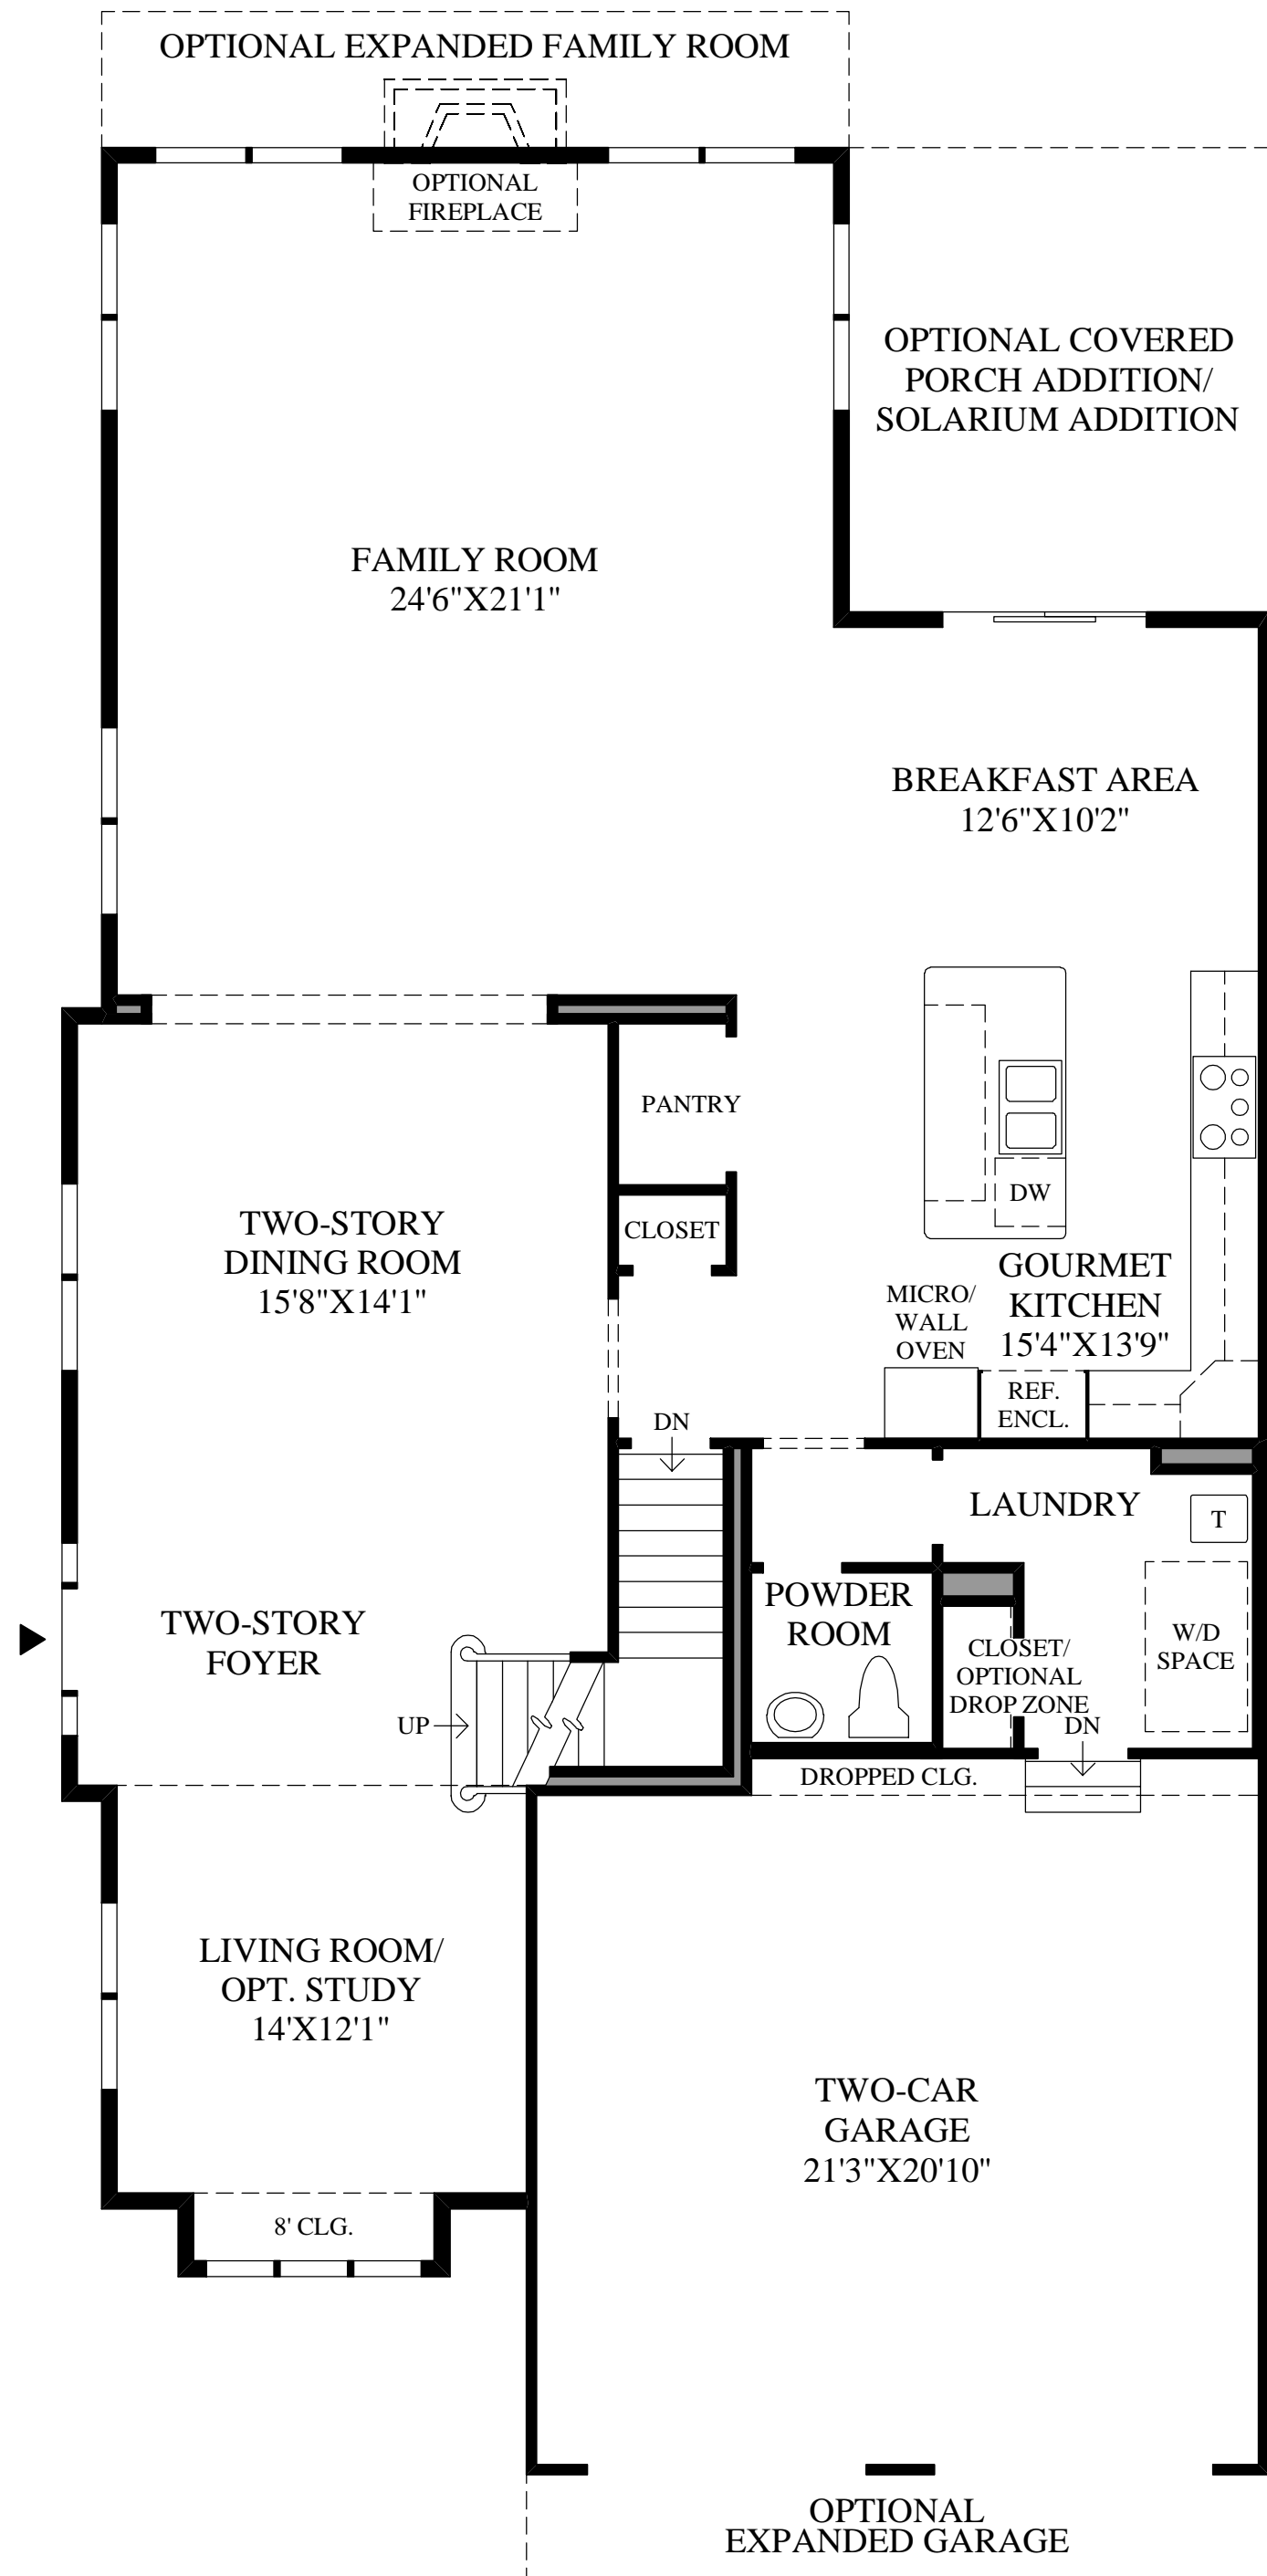 OPTIONAL EXPANDED FAMILY ROOM
OPTIONAL
FIREPLACE
OPTIONAL COVERED
PORCH ADDITION/
SOLARIUM ADDITION
FAMILY ROOM
24'6"X21'1"
BREAKFAST AREA
12'6"X10'2"
PANTRY
DW
CLOSET
TWO-STORY
DINING ROOM
15'8"X14'1"
GOURMET
KITCHEN
15'4"X13'9"
MICRO/
WALL
OVEN
REF.
ENCL.
DN
LAUNDRY
T
TWO-STORY
FOYER
POWDER
ROOM
CLOSET/
OPTIONAL
DROP ZONE
W/D
SPACE
UP
DN
DROPPED CLG.
LIVING ROOM/
OPT. STUDY
14'X12'1"
TWO-CAR
GARAGE
21'3"X20'10"
8' CLG.
OPTIONAL
EXPANDED GARAGE